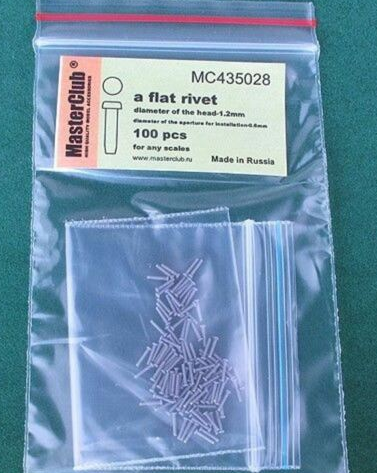 MasterClub®
HIGH QUALITY MODEL ACCESSORIES
MC435028
a flat rivet
diameter of the head-1.2mm
diameter of the aperture for installation-0.8mm
100 pcs
for any scales
www.masterclub.ru
Made in Russia